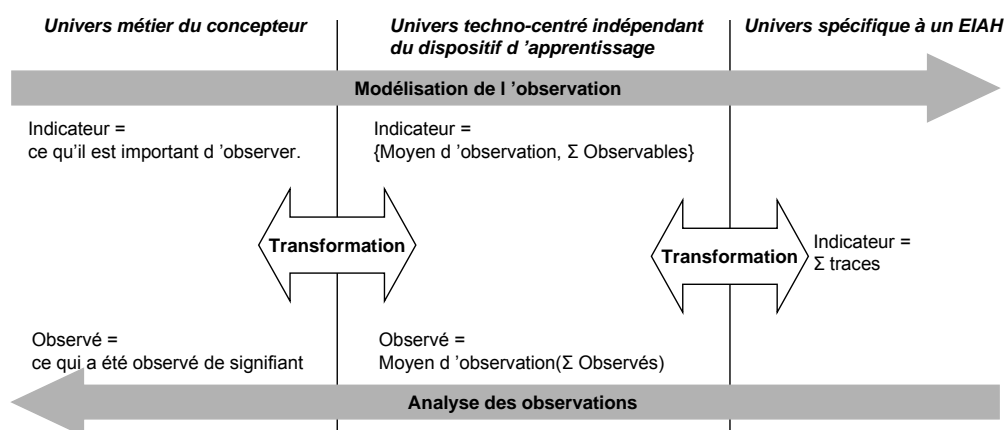 Univers métier du concepteur
Univers techno-centré indépendant
du dispositif d ’apprentissage
Univers spécifique à un EIAH
Modélisation de l ’observation
Indicateur =
ce qu'il est important d ’observer.
Indicateur =
{Moyen d ’observation, Σ Observables}
Transformation
Transformation
Indicateur =
Σ traces
Observé =
ce qui a été observé de signifiant
Observé =
Moyen d ’observation(Σ Observés)
Analyse des observations